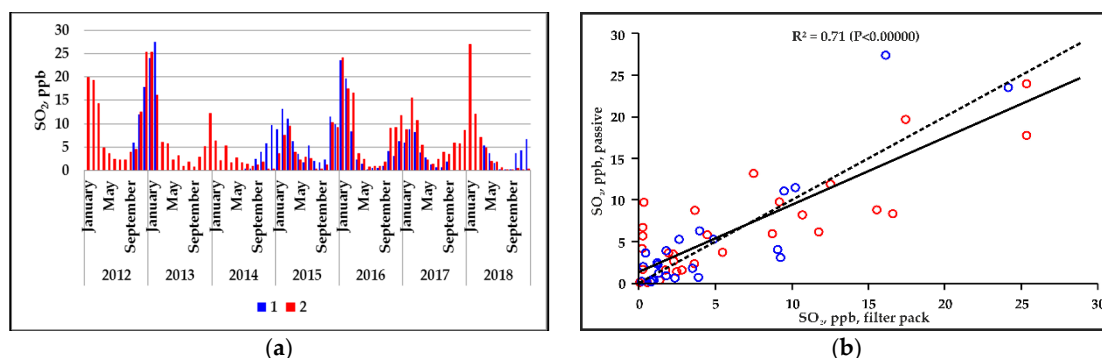 30
25
20
15
10
5
0
SO2, ppb
January
May
September
January
May
September
January
May
September
January
May
September
January
May
September
January
May
September
January
May
September
2012 2013 2014 2015 2016 2017 2018
1 2
(a)
R² = 0.71 (P<0.00000)
30
25
20
15
10
5
0
SO2, ppb, passive
0 5 10 15 20 25 30
SO2, ppb, filter pack
(b)